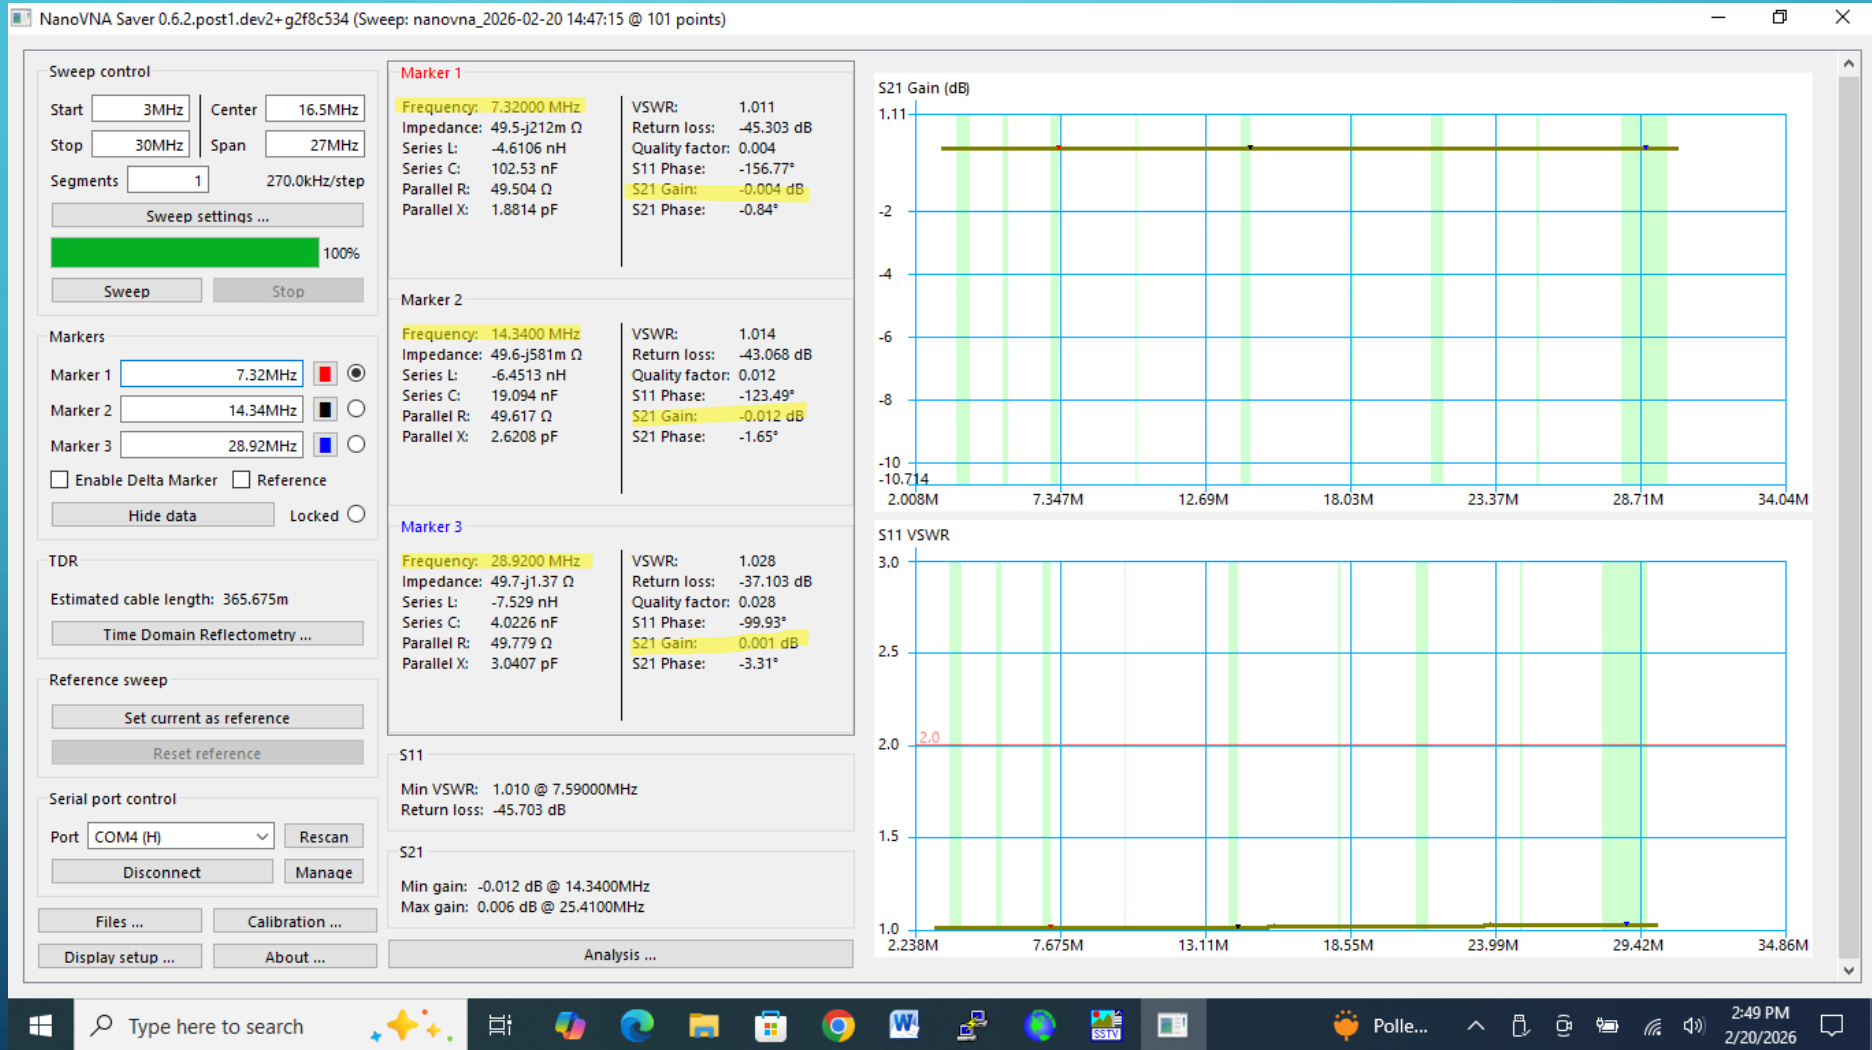 NanoVNA Saver 0.6.2.post1.dev2+g2f8c534 (Sweep: nanovna_2026-02-20 14:47:15 @ 101 points)
Sweep control
Start 3MHz Center 16.5MHz
Stop 30MHz Span 27MHz
Segments 1 270.0kHz/step
Sweep settings ...
100%
Sweep Stop
Markers
Marker 1 7.32MHz
Marker 2 14.34MHz
Marker 3 28.92MHz
Enable Delta Marker Reference
Hide data Locked
TDR
Estimated cable length: 365.675m
Time Domain Reflectometry ...
Reference sweep
Set current as reference
Reset reference
Serial port control
Port COM4 (H) Rescan
Disconnect Manage
Files ... Calibration ...
Display setup ... About ...
Marker 1
Frequency: 7.32000 MHz VSWR: 1.011
Impedance: 49.5-j212m Ω Return loss: -45.303 dB
Series L: -4.6106 nH Quality factor: 0.004
Series C: 102.53 nF S11 Phase: -156.77°
Parallel R: 49.504 Ω S21 Gain: -0.004 dB
Parallel X: 1.8814 pF S21 Phase: -0.84°
Marker 2
Frequency: 14.3400 MHz VSWR: 1.014
Impedance: 49.6-j581m Ω Return loss: -43.068 dB
Series L: -6.4513 nH Quality factor: 0.012
Series C: 19.094 nF S11 Phase: -123.49°
Parallel R: 49.617 Ω S21 Gain: -0.012 dB
Parallel X: 2.6208 pF S21 Phase: -1.65°
Marker 3
Frequency: 28.9200 MHz VSWR: 1.028
Impedance: 49.7-j1.37 Ω Return loss: -37.103 dB
Series L: -7.529 nH Quality factor: 0.028
Series C: 4.0226 nF S11 Phase: -99.93°
Parallel R: 49.779 Ω S21 Gain: 0.001 dB
Parallel X: 3.0407 pF S21 Phase: -3.31°
S11
Min VSWR: 1.010 @ 7.59000MHz
Return loss: -45.703 dB
S21
Min gain: -0.012 dB @ 14.3400MHz
Max gain: 0.006 dB @ 25.4100MHz
Analysis ...
S21 Gain (dB)
1.11
-2
-4
-6
-8
-10
-10.714
2.008M 7.347M 12.69M 18.03M 23.37M 28.71M 34.04M
S11 VSWR
3.0
2.5
2.0 2.0
1.5
1.0
2.238M 7.675M 13.11M 18.55M 23.99M 29.42M 34.86M
Type here to search
W
SSTV
Polle...
2:49 PM
2/20/2026